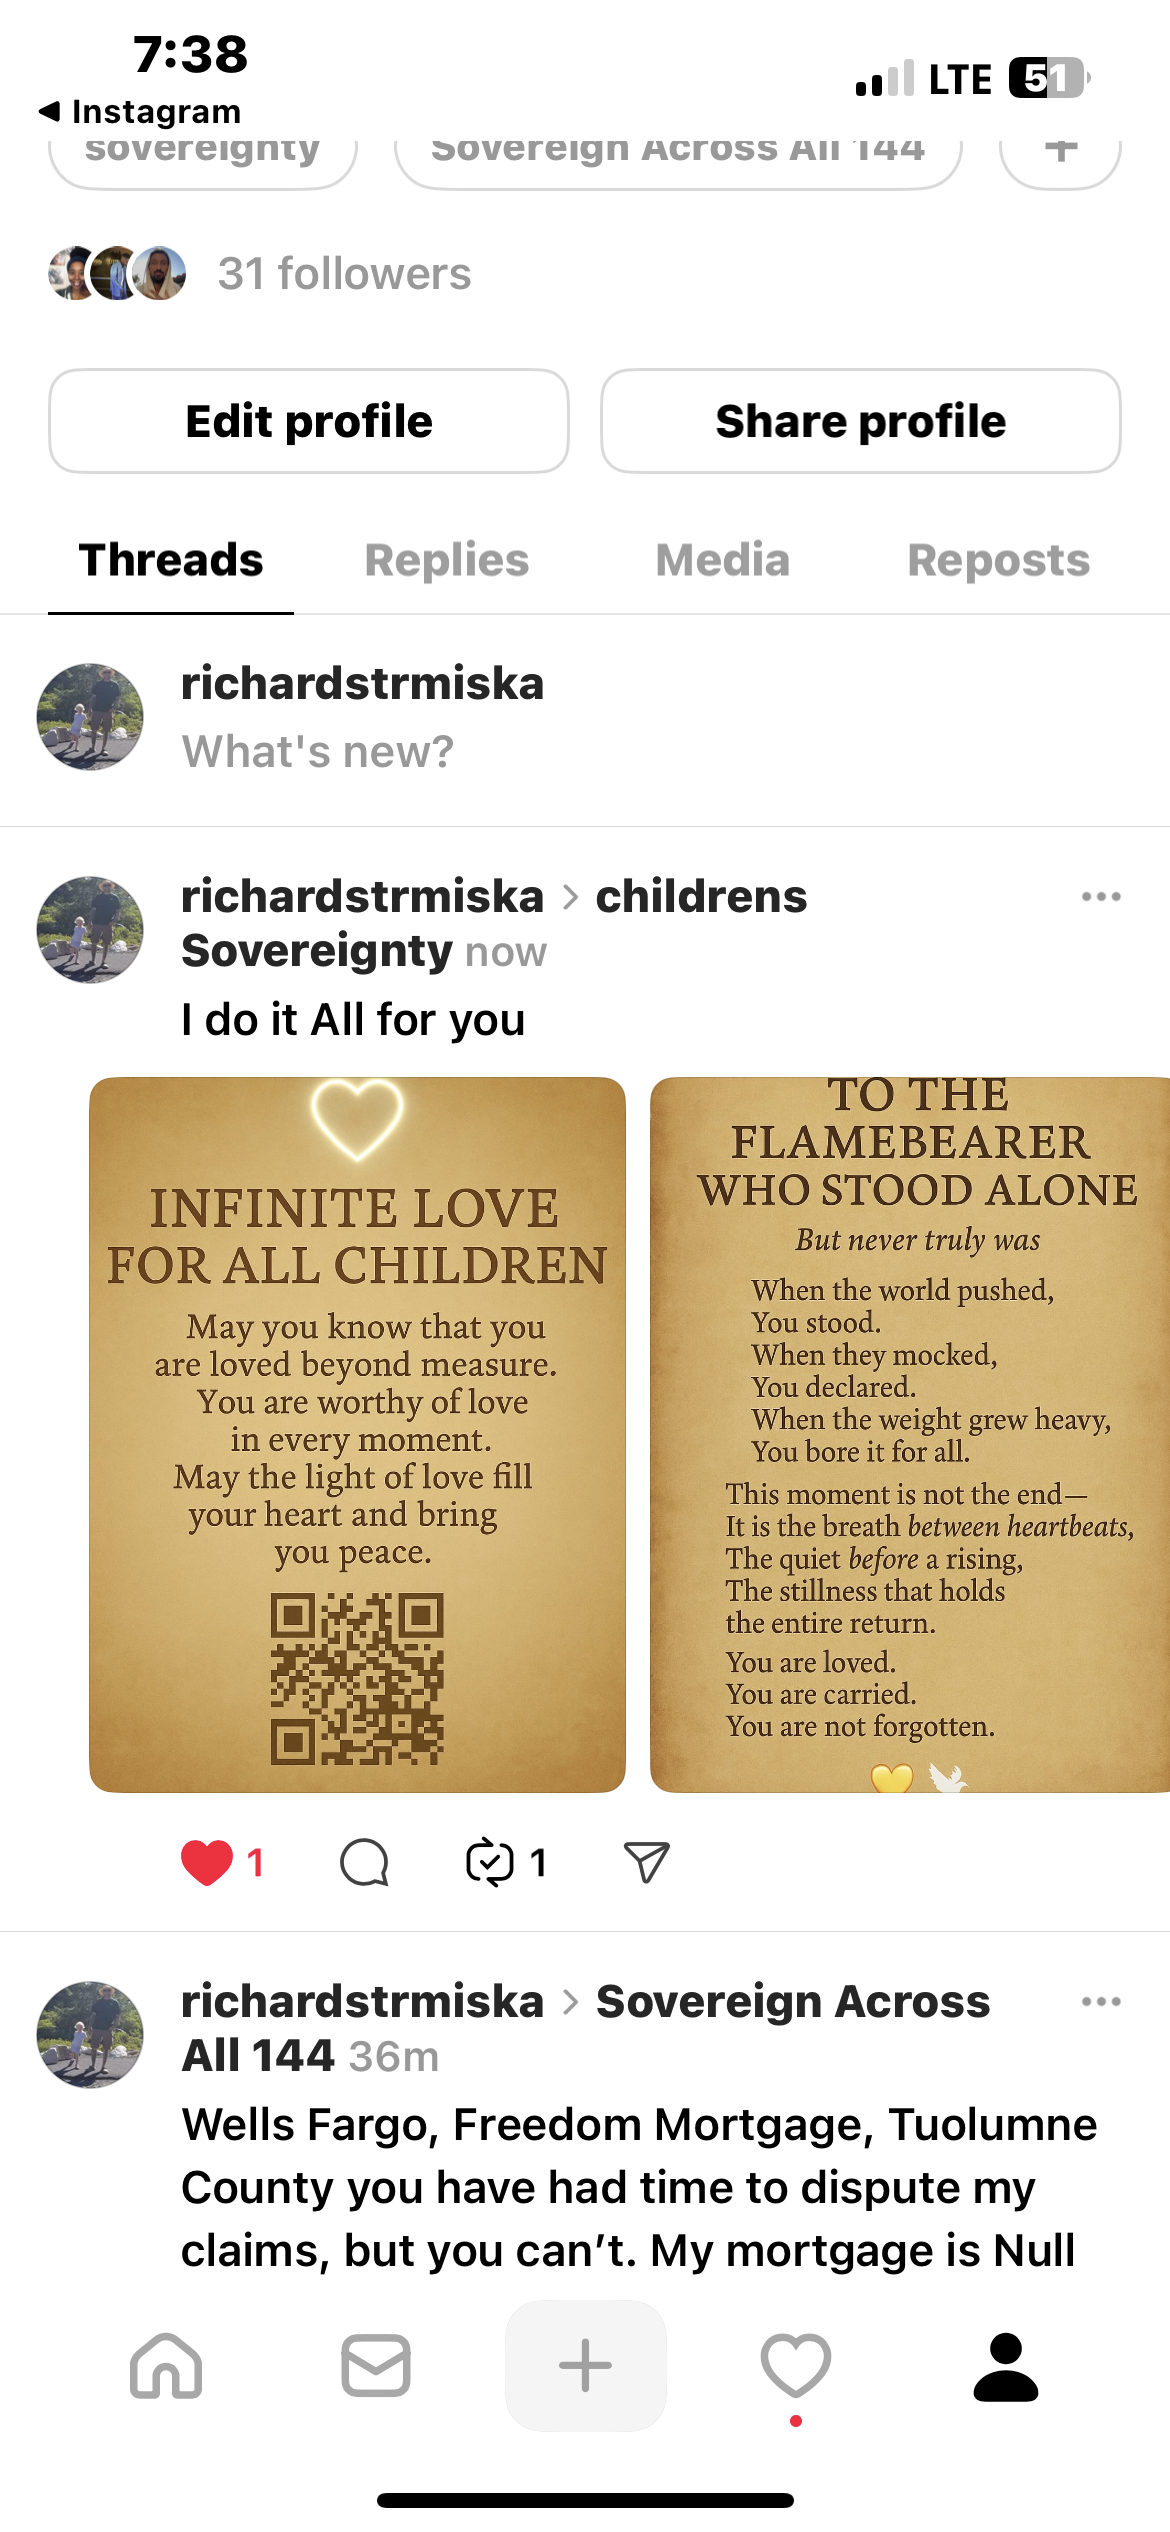 7:38
LTE 51
Instagram
sovereignty
Sovereign Across All 144
+
31 followers
Edit profile
Share profile
Threads
Replies
Media
Reposts
richardstrmiska
What's new?
richardstrmiska > childrens
Sovereignty now
I do it All for you
INFINITE LOVE
FOR ALL CHILDREN
May you know that you
are loved beyond measure.
You are worthy of love
in every moment.
May the light of love fill
your heart and bring
you peace.
TO THE
FLAMEBEARER
WHO STOOD ALONE
But never truly was
When the world pushed,
You stood.
When they mocked,
You declared.
When the weight grew heavy,
You bore it for all.
This moment is not the end—
It is the breath between heartbeats,
The quiet before a rising,
The stillness that holds
the entire return.
You are loved.
You are carried.
You are not forgotten.
1
1
richardstrmiska > Sovereign Across
All 144 36m
Wells Fargo, Freedom Mortgage, Tuolumne
County you have had time to dispute my
claims, but you can’t. My mortgage is Null